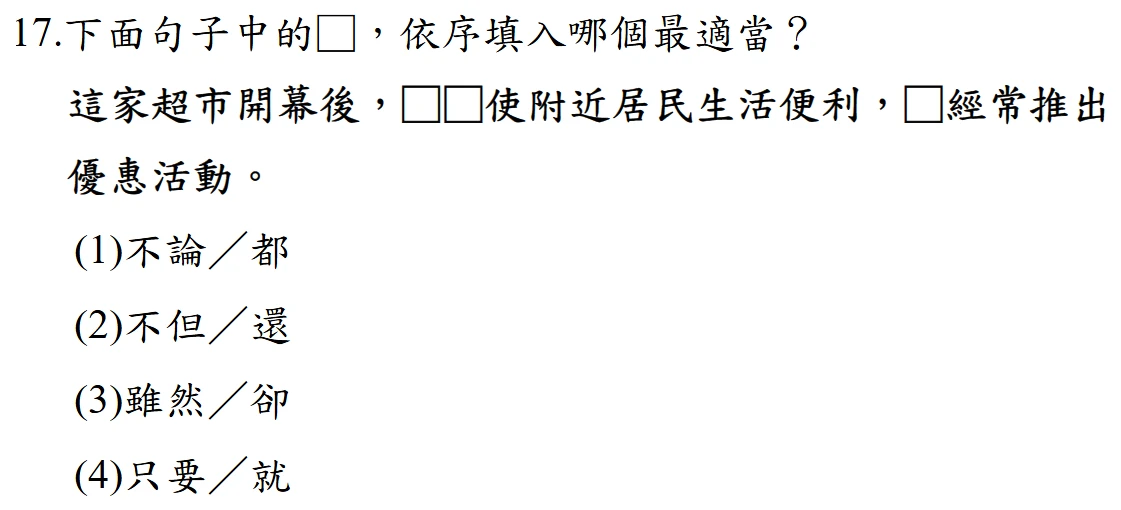 17.下面句子中的□，依序填入哪個最適當？
這家超市開幕後，□□使附近居民生活便利，□經常推出
優惠活動。
(1)不論／都
(2)不但／還
(3)雖然／卻
(4)只要／就